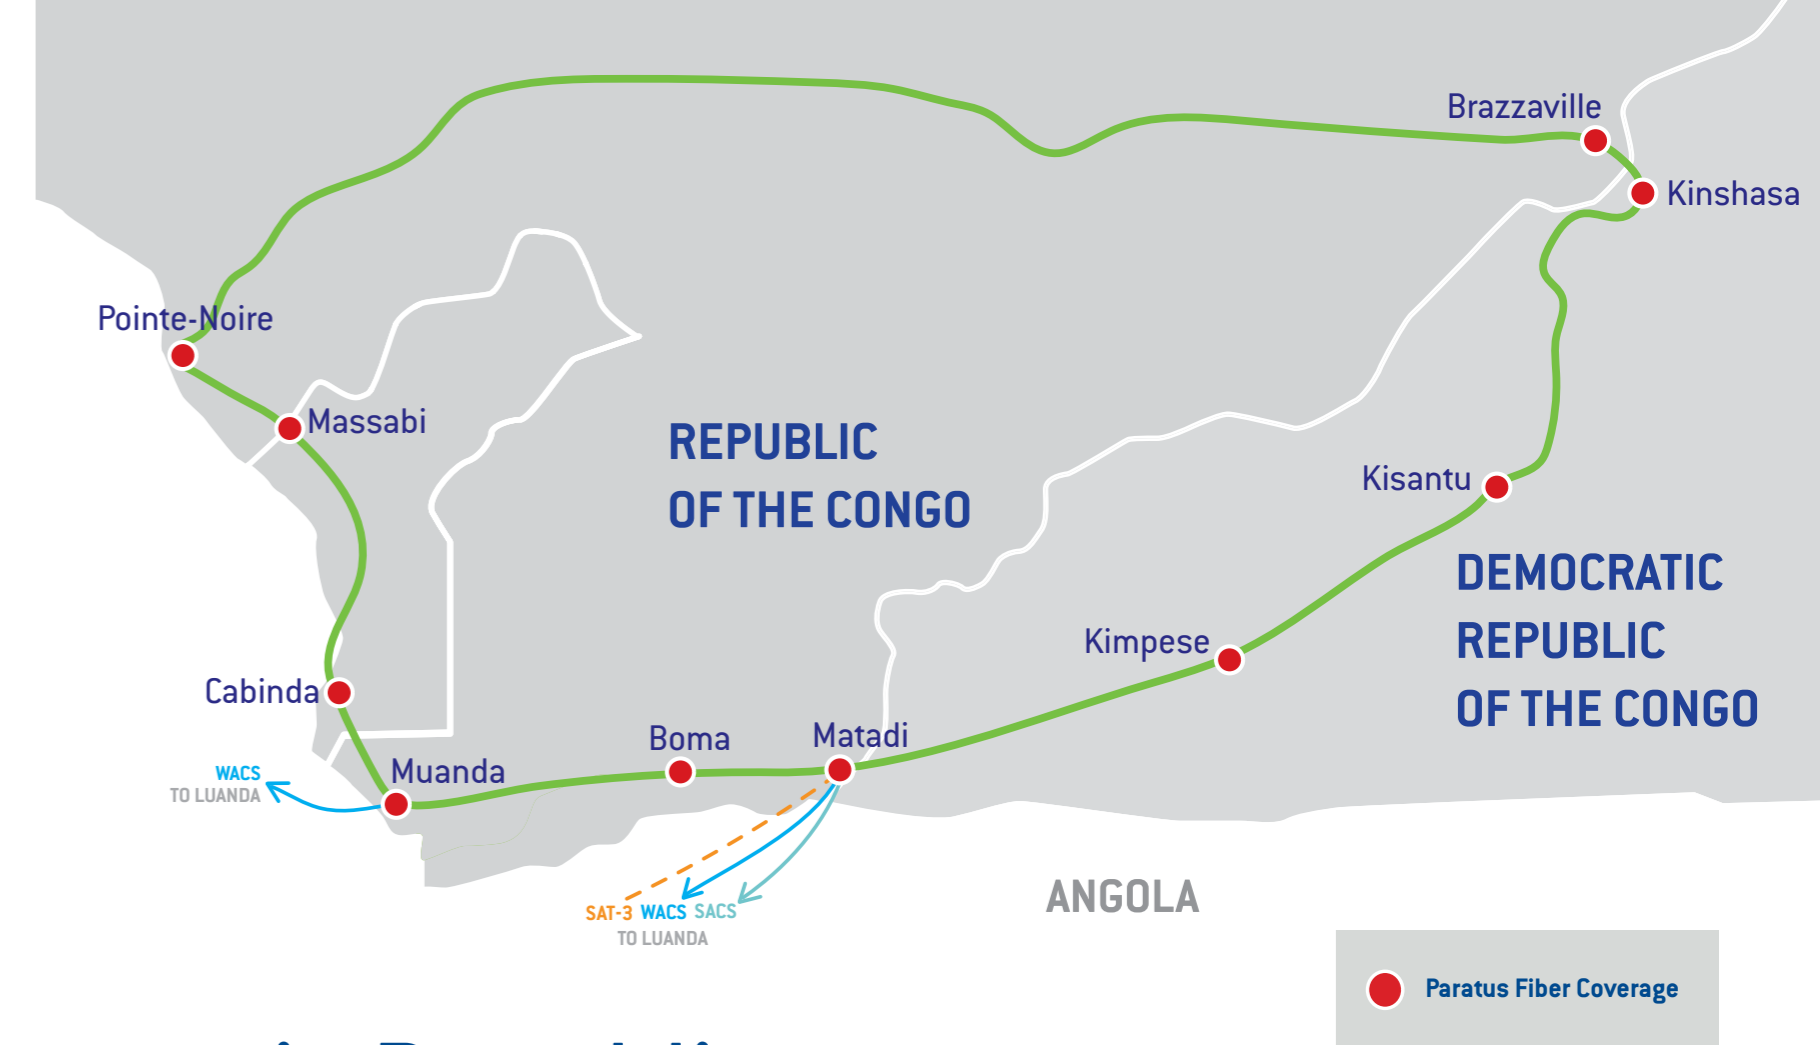 Brazzaville
Kinshasa
Pointe-Noire
Massabi
REPUBLIC
OF THE CONGO
Kisantu
DEMOCRATIC
REPUBLIC
OF THE CONGO
Kimpese
Cabinda
Boma
Matadi
Muanda
WACS
TO LUANDA
SAT-3 WACS SACS
TO LUANDA
ANGOLA
Paratus Fiber Coverage